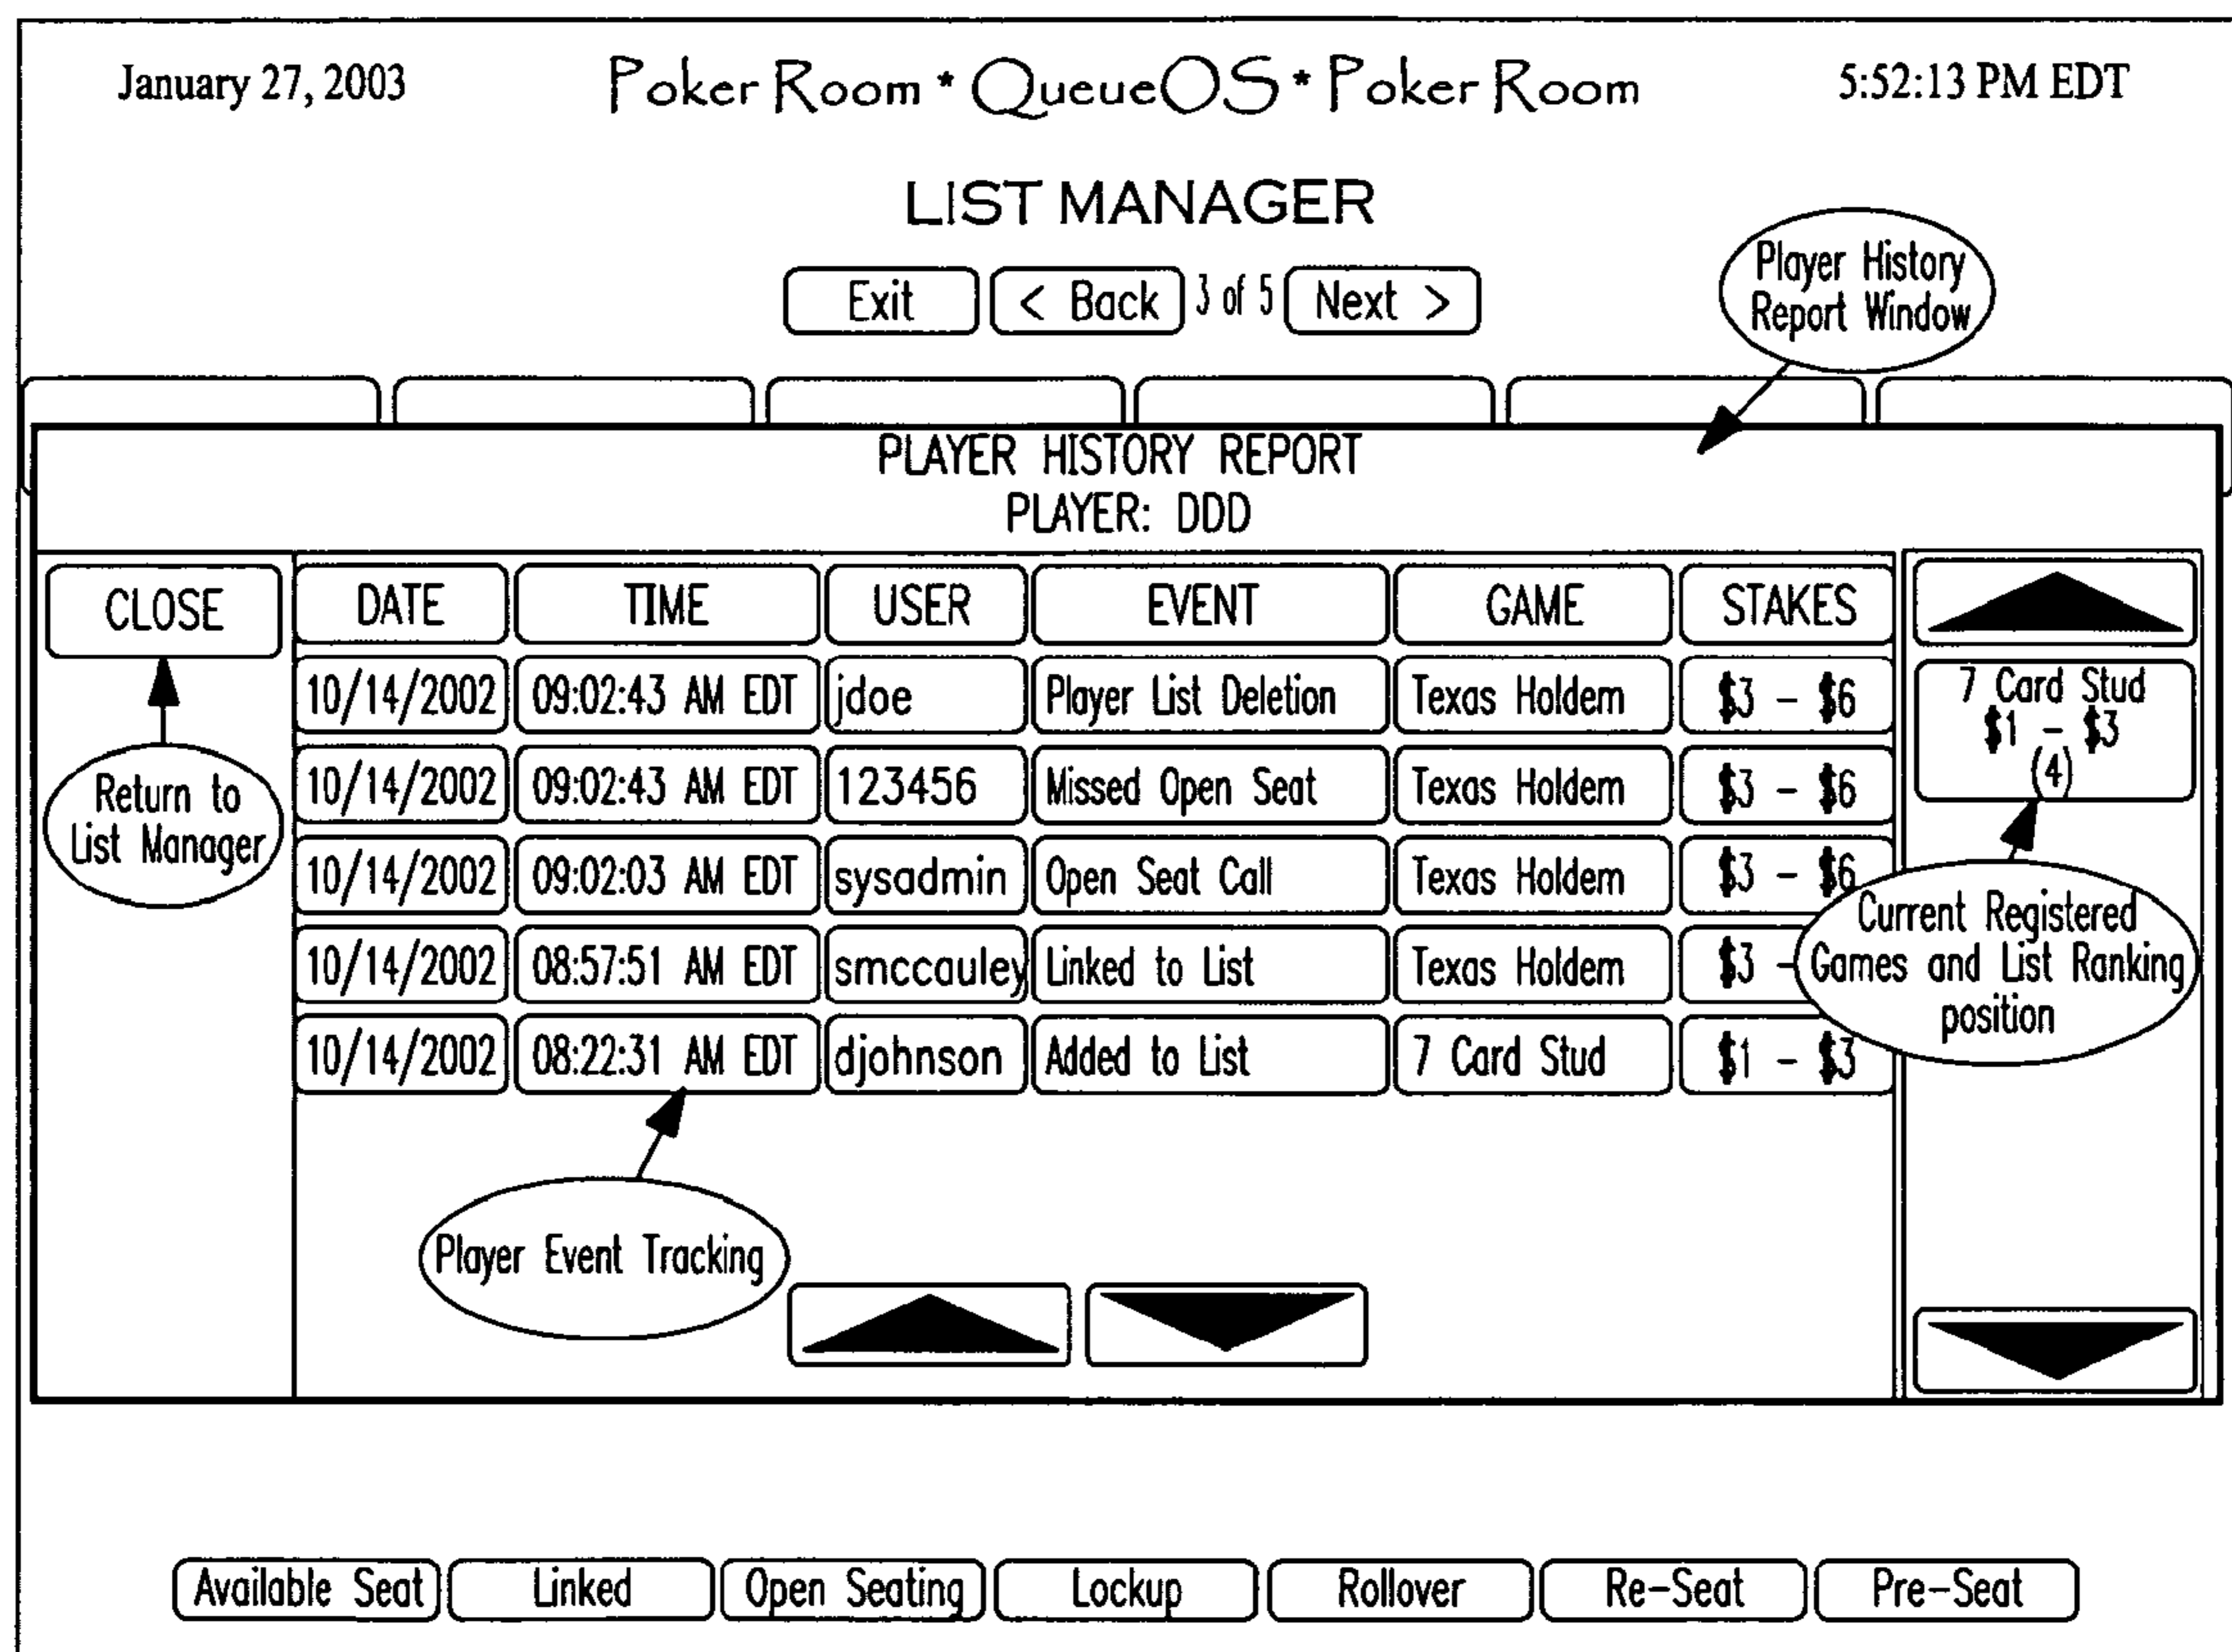 January 27, 2003 Poker Room * QueueOS * Poker Room 5:52:13 PM EDT
LIST MANAGER
Exit < Back 3 of 5 Next >
Player History
Report Window
PLAYER HISTORY REPORT
PLAYER: DDD
CLOSE DATE TIME USER EVENT GAME STAKES
10/14/2002 09:02:43 AM EDT jdoe Player List Deletion Texas Holdem $3 - $6
10/14/2002 09:02:43 AM EDT 123456 Missed Open Seat Texas Holdem $3 - $6
10/14/2002 09:02:03 AM EDT sysadmin Open Seat Call Texas Holdem $3 - $6
10/14/2002 08:57:51 AM EDT smccauley Linked to List Texas Holdem $3 -
10/14/2002 08:22:31 AM EDT djohnson Added to List 7 Card Stud $1 - $3
7 Card Stud
$1 - $3
(4)
Return to
List Manager
Current Registered
Games and List Ranking
position
Player Event Tracking
Available Seat Linked Open Seating Lockup Rollover Re-Seat Pre-Seat